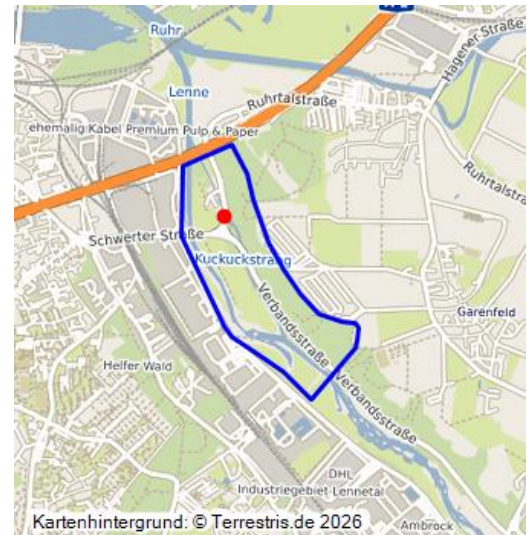 Ruhr
Hagener Straße
Lenne
Ruhrtalstraße
ehemalig Kabel Premium Pulp & Paper
Ruhrtalstraße
Schwerter Straße
Kuckuckstrang
Verbandsstraße
Garenfeld
Helfer Wald
Verbandsstraße
DHL
Industriegebiet-Lennetal
Ambrock
Kartenhintergrund: © Terrestris.de 2026